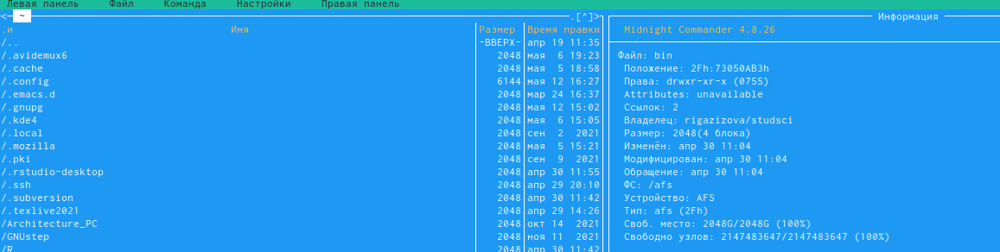 Левая панель Файл Команда Настройки Правая панель
<─ ~ .[^]>
.и Имя Размер Время правки
/.. -ВВЕРХ- апр 19 11:35
/.avidemux6 2048 мая 6 19:23
/.cache 2048 мая 5 18:58
/.config 6144 мая 12 16:27
/.emacs.d 2048 мар 24 16:37
/.gnupg 2048 мая 12 15:02
/.kde4 2048 мая 6 15:05
/.local 2048 сен 2 2021
/.mozilla 2048 мая 5 15:21
/.pki 2048 сен 9 2021
/.rstudio-desktop 2048 апр 30 11:55
/.ssh 2048 апр 29 20:10
/.subversion 2048 апр 30 11:42
/.texlive2021 2048 апр 29 14:26
/Architecture_PC 2048 окт 14 2021
/GNUstep 2048 ноя 11 2021
/R 2048 апр 30 11:42
Информация
Midnight Commander 4.8.26
Файл: bin
Положение: 2Fh:73050AB3h
Права: drwxr-xr-x (0755)
Attributes: unavailable
Ссылок: 2
Владелец: rigazizova/studsci
Размер: 2048(4 блока)
Изменён: апр 30 11:04
Модифицирован: апр 30 11:04
Обращение: апр 30 11:04
ФС: /afs
Устройство: AFS
Тип: afs (2Fh)
Своб. место: 2048G/2048G (100%)
Свободно узлов: 2147483647/2147483647 (100%)